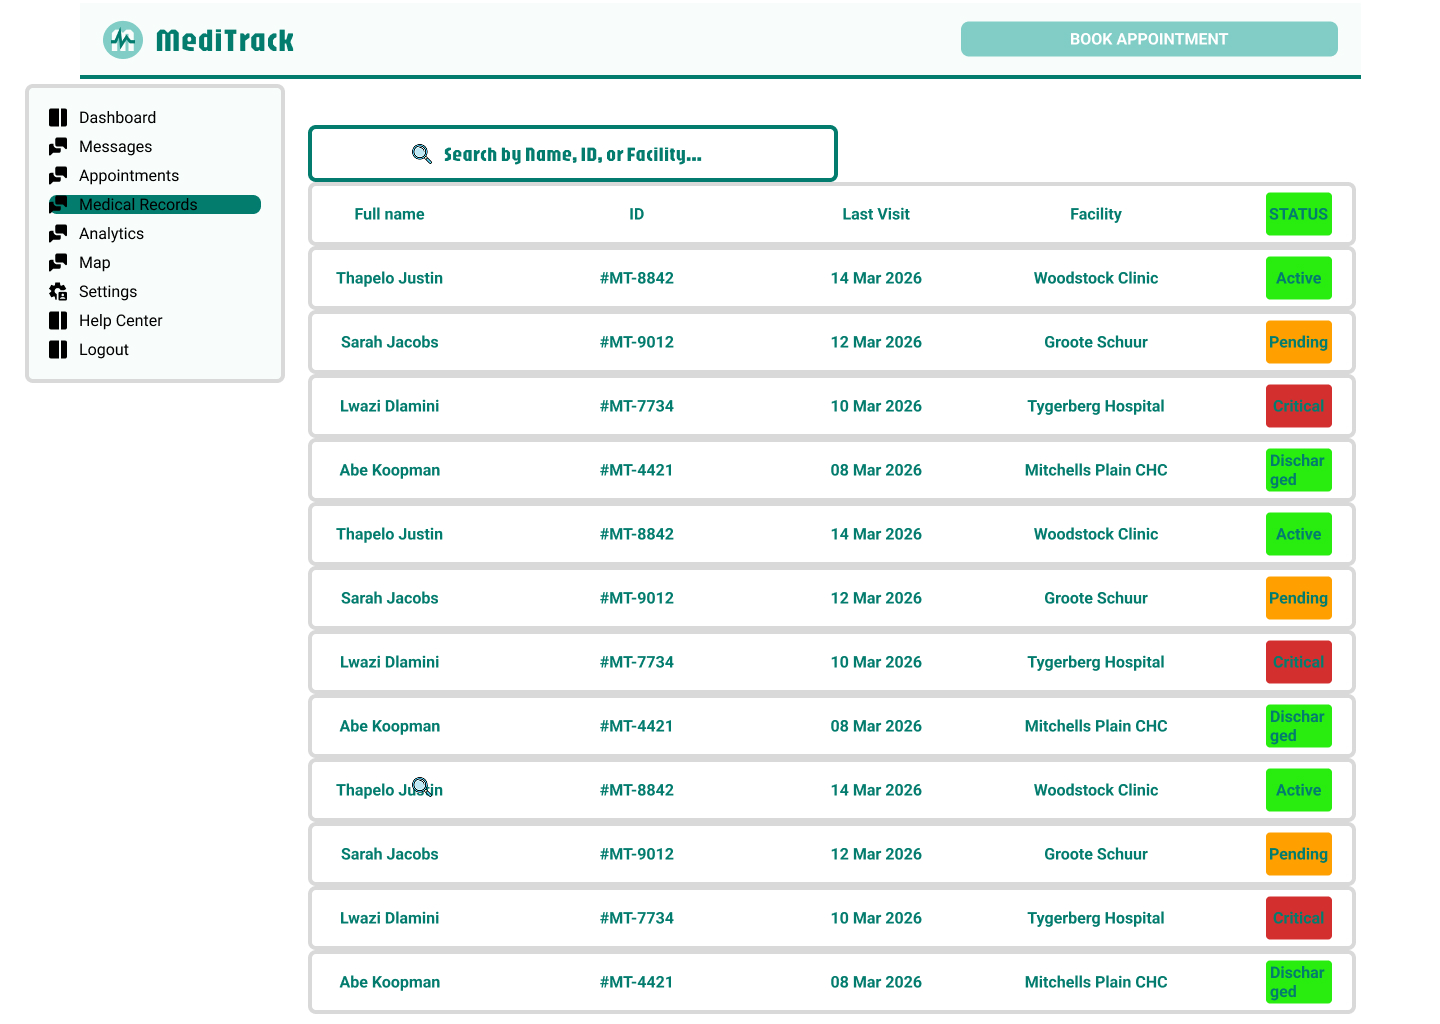 MediTrack
BOOK APPOINTMENT
Dashboard
Messages
Appointments
Medical Records
Analytics
Map
Settings
Help Center
Logout
Search by Name, ID, or Facility...
Full name ID Last Visit Facility STATUS
Thapelo Justin #MT-8842 14 Mar 2026 Woodstock Clinic Active
Sarah Jacobs #MT-9012 12 Mar 2026 Groote Schuur Pending
Lwazi Dlamini #MT-7734 10 Mar 2026 Tygerberg Hospital Critical
Abe Koopman #MT-4421 08 Mar 2026 Mitchells Plain CHC Dischar
ged
Thapelo Justin #MT-8842 14 Mar 2026 Woodstock Clinic Active
Sarah Jacobs #MT-9012 12 Mar 2026 Groote Schuur Pending
Lwazi Dlamini #MT-7734 10 Mar 2026 Tygerberg Hospital Critical
Abe Koopman #MT-4421 08 Mar 2026 Mitchells Plain CHC Dischar
ged
Thapelo Justin #MT-8842 14 Mar 2026 Woodstock Clinic Active
Sarah Jacobs #MT-9012 12 Mar 2026 Groote Schuur Pending
Lwazi Dlamini #MT-7734 10 Mar 2026 Tygerberg Hospital Critical
Abe Koopman #MT-4421 08 Mar 2026 Mitchells Plain CHC Dischar
ged